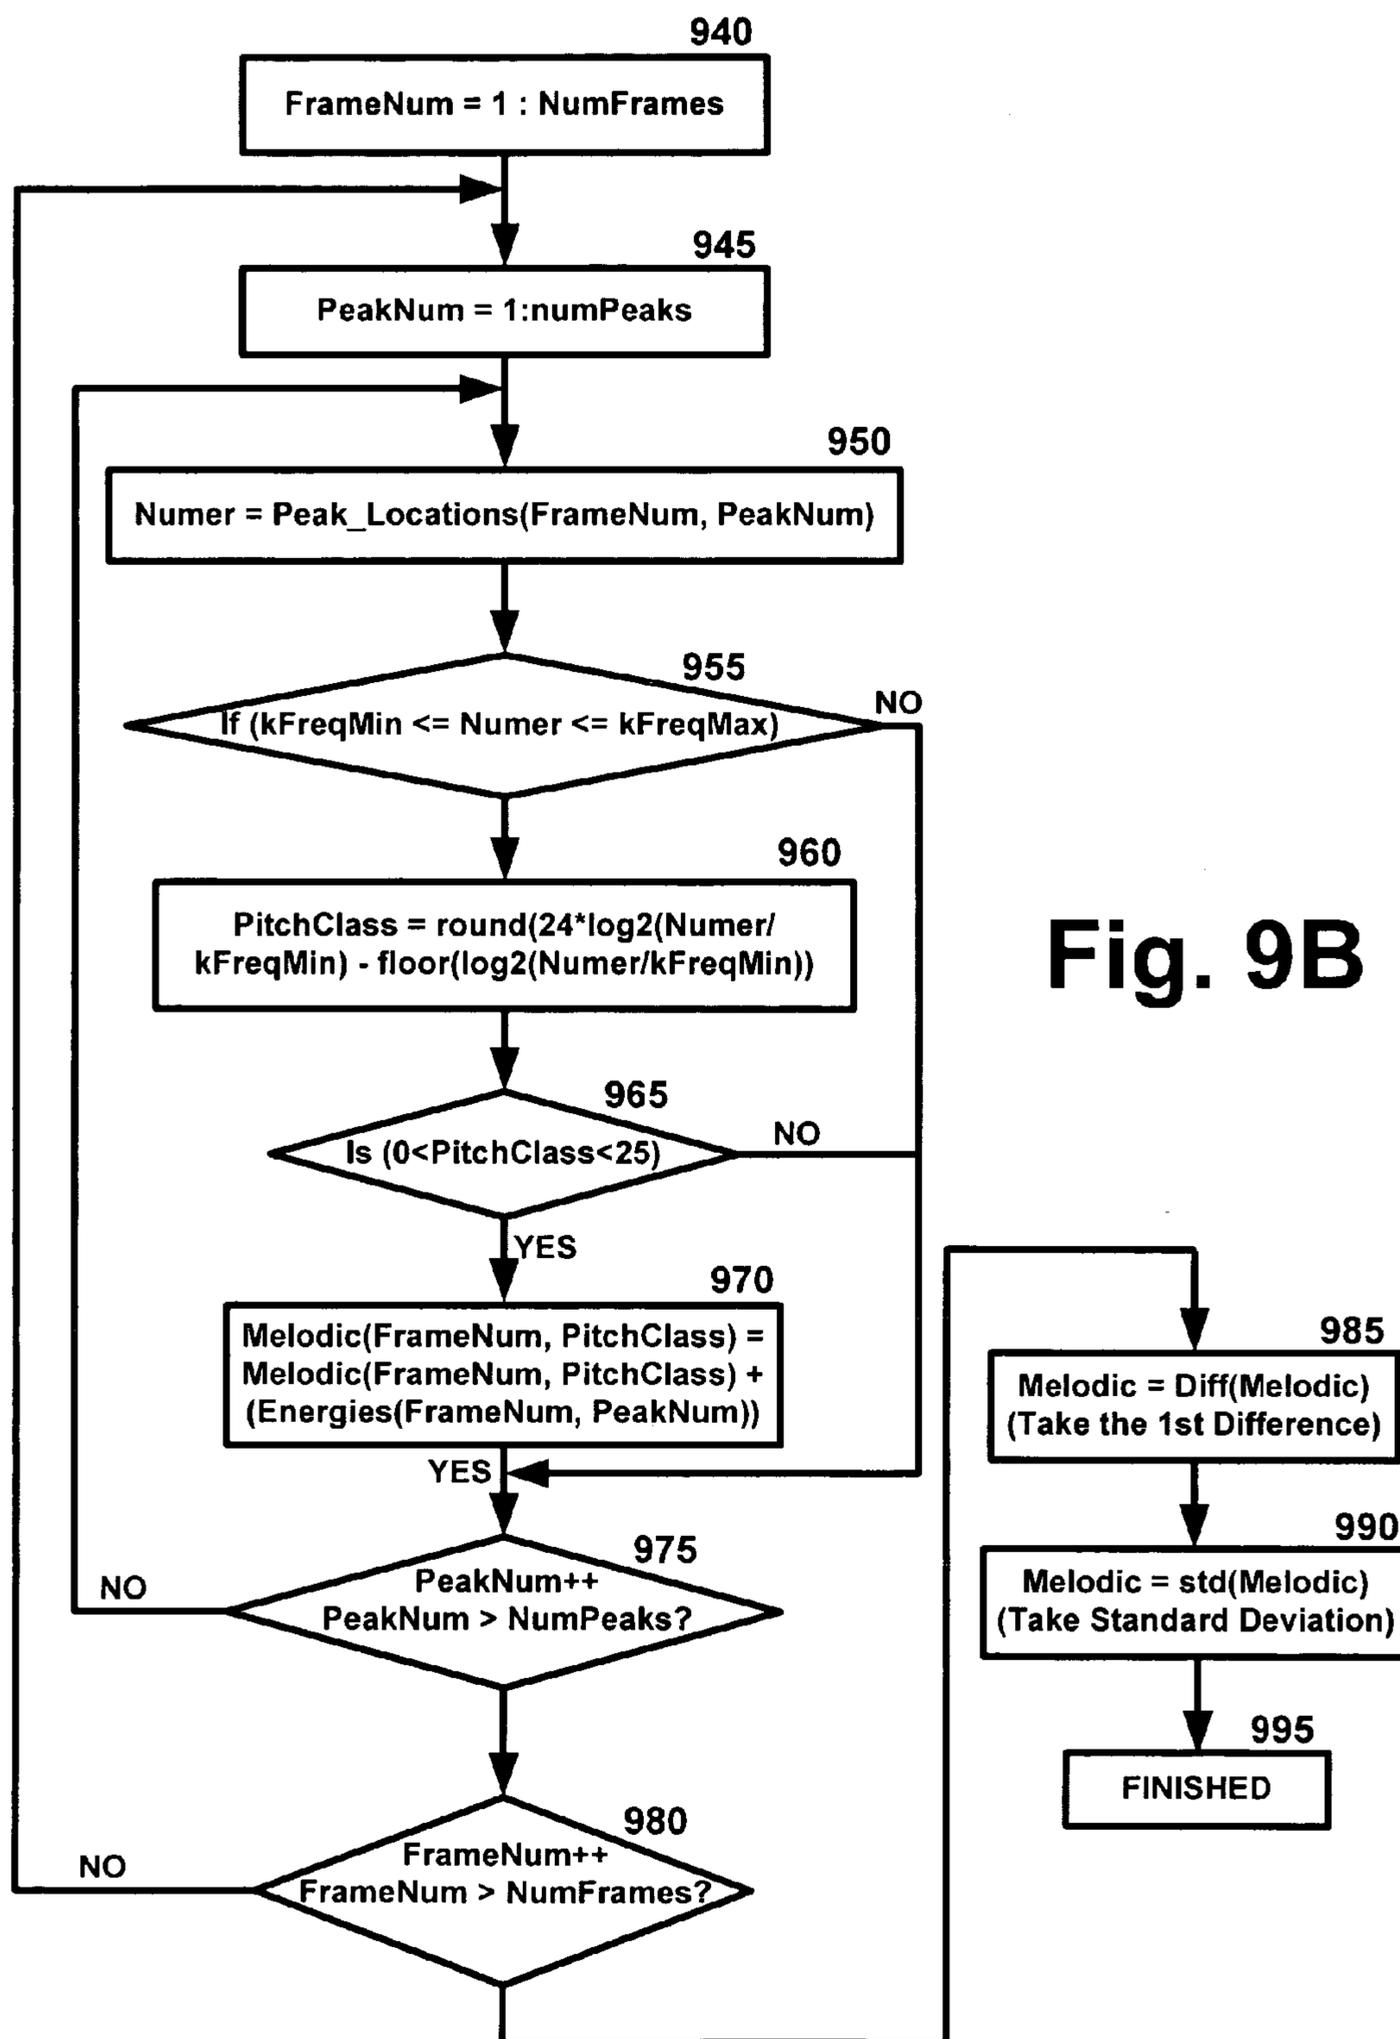 940
FrameNum = 1 : NumFrames
945
PeakNum = 1:numPeaks
950
Numer = Peak_Locations(FrameNum, PeakNum)
955
If (kFreqMin <= Numer <= kFreqMax)
NO
960
PitchClass = round(24*log2(Numer/
kFreqMin) - floor(log2(Numer/kFreqMin))
Fig. 9B
965
Is (0<PitchClass<25)
NO
YES
970
Melodic(FrameNum, PitchClass) =
Melodic(FrameNum, PitchClass) +
(Energies(FrameNum, PeakNum))
YES
975
PeakNum++
PeakNum > NumPeaks?
NO
980
FrameNum++
FrameNum > NumFrames?
NO
985
Melodic = Diff(Melodic)
(Take the 1st Difference)
990
Melodic = std(Melodic)
(Take Standard Deviation)
995
FINISHED